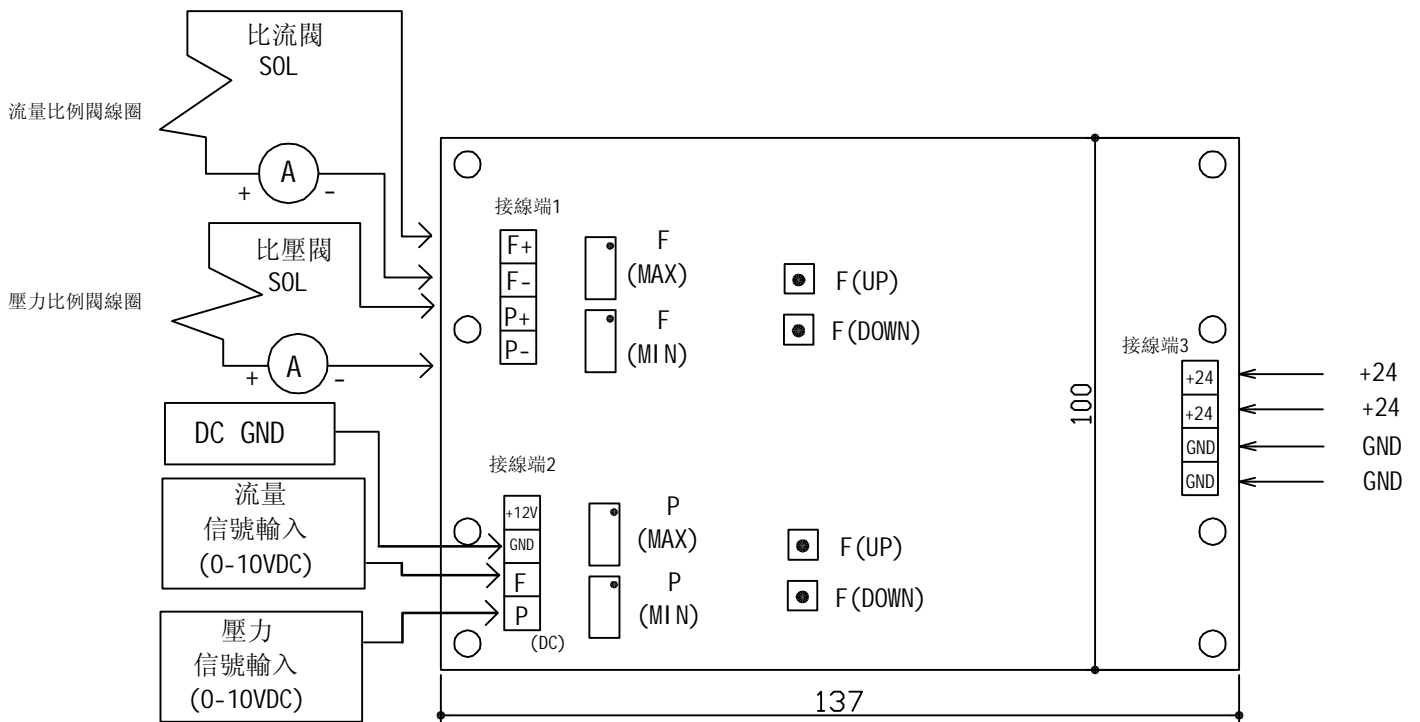 比流閥
SOL
流量比例閥線圈
A
+ -
比壓閥
SOL
壓力比例閥線圈
A
+ -
DC GND
流量
信號輸入
(0-10VDC)
壓力
信號輸入
(0-10VDC)
接線端1
F+
F-
P+
P-
F
(MAX)
F
(MIN)
F(UP)
F(DOWN)
接線端2
+12V
GND
F
P
(DC)
P
(MAX)
P
(MIN)
F(UP)
F(DOWN)
接線端3
+24
+24
GND
GND
+24
+24
GND
GND
100
137